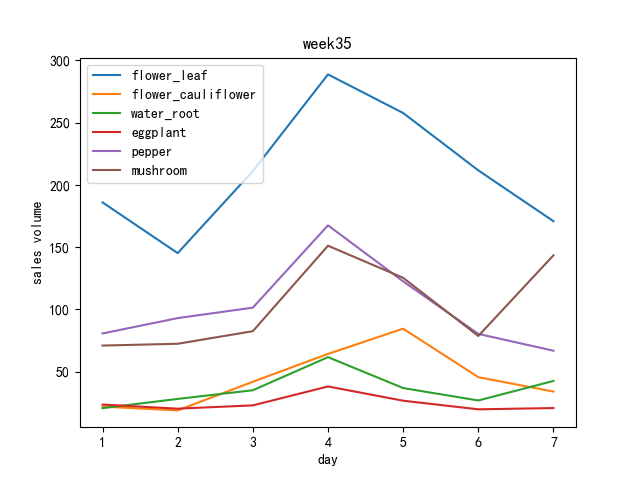 week35
flower_leaf
flower_cauliflower
water_root
eggplant
pepper
mushroom
sales volume
300
250
200
150
100
50
1 2 3 4 5 6 7
day